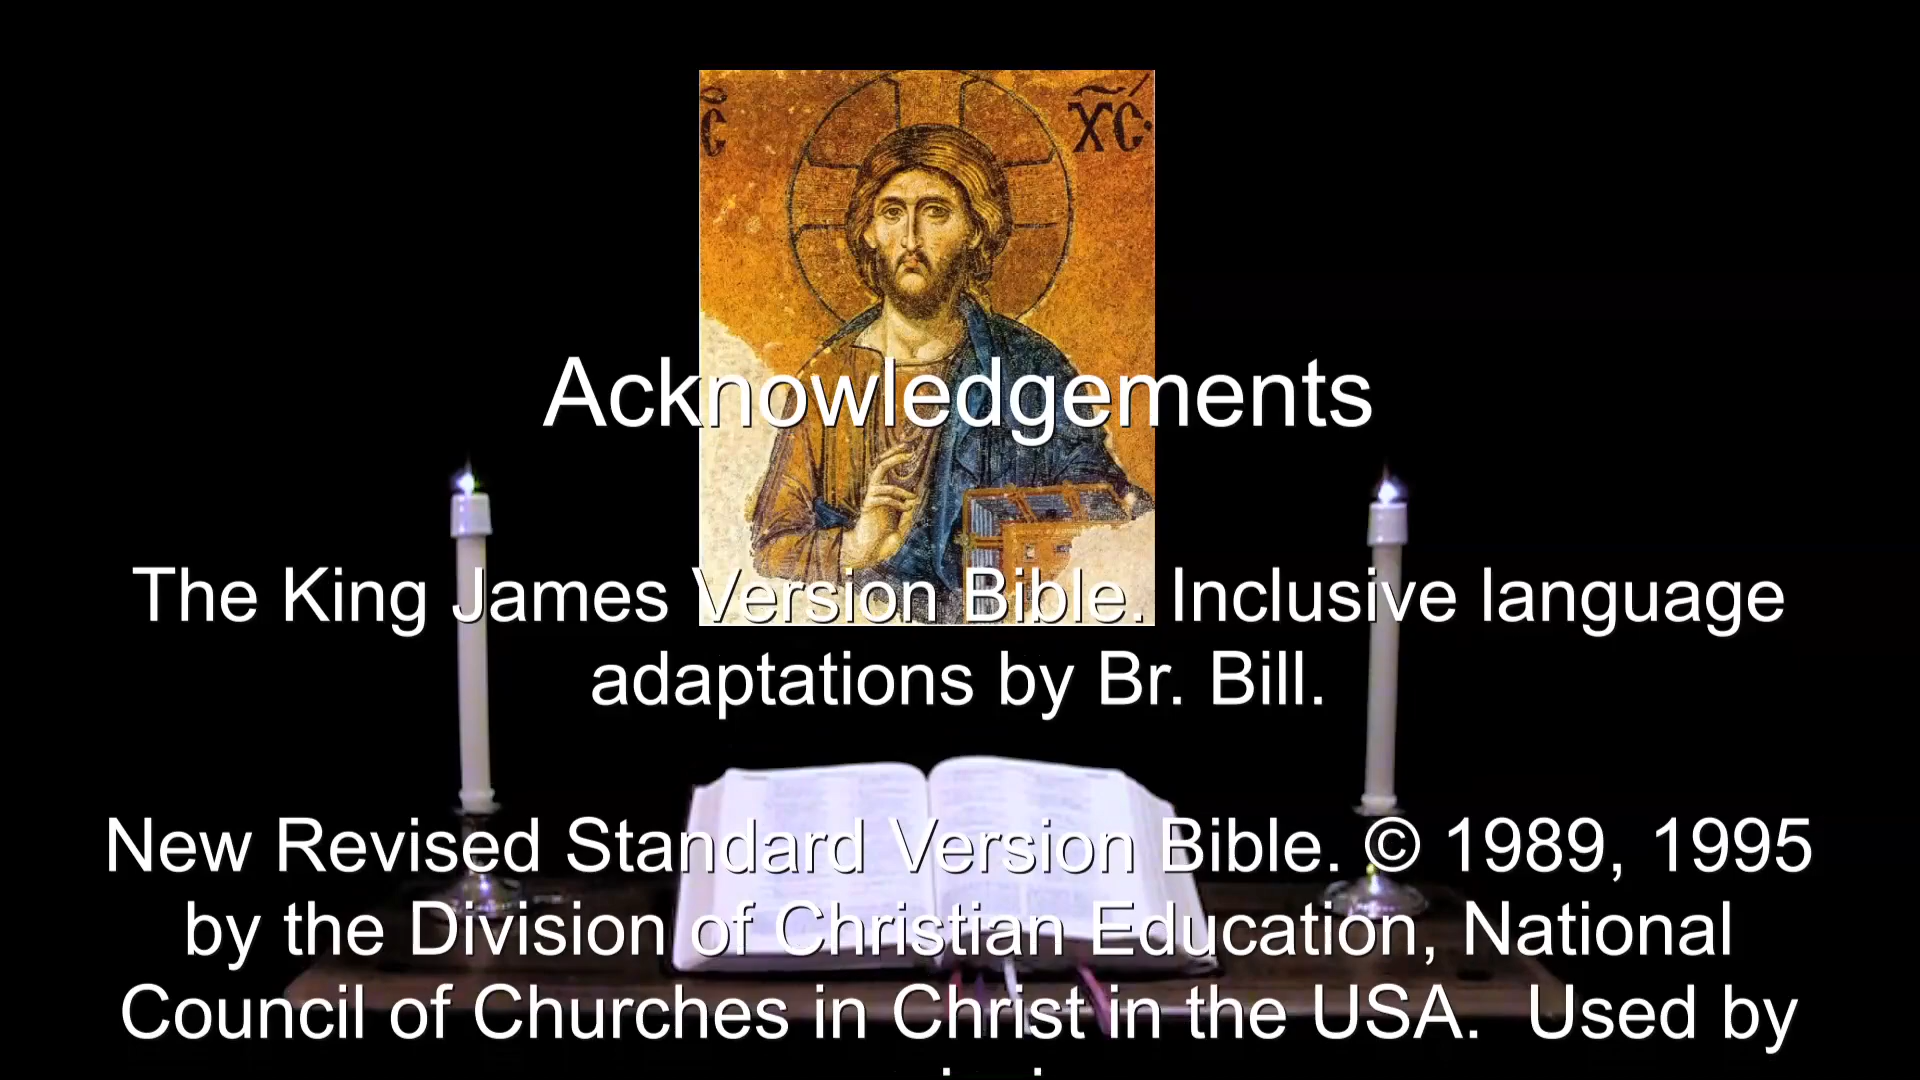 C
XC
Acknowledgements
The King James Version Bible. Inclusive language
adaptations by Br. Bill.
New Revised Standard Version Bible. © 1989, 1995
by the Division of Christian Education, National
Council of Churches in Christ in the USA.  Used by